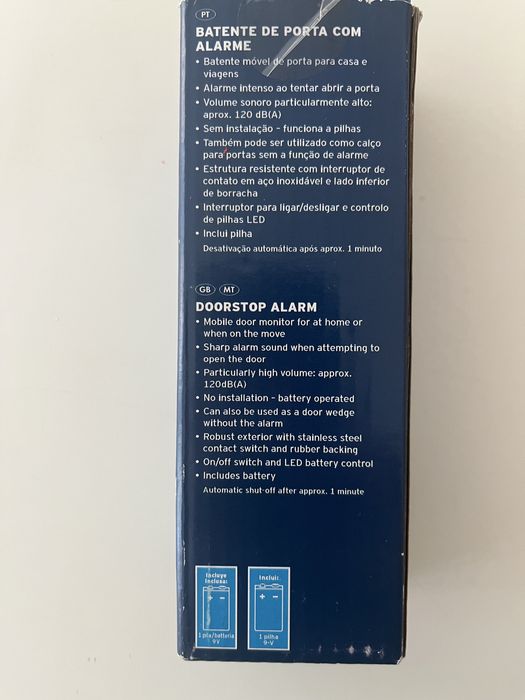 PT
BATENTE DE PORTA COM
ALARME
• Batente móvel de porta para casa e
viagens
• Alarme intenso ao tentar abrir a porta
• Volume sonoro particularmente alto:
aprox. 120 dB(A)
• Sem instalação – funciona a pilhas
• Também pode ser utilizado como calço
para portas sem a função de alarme
• Estrutura resistente com interruptor de
contato em aço inoxidável e lado inferior
de borracha
• Interruptor para ligar/desligar e controlo
de pilhas LED
• Inclui pilha
Desativação automática após aprox. 1 minuto
GB MT
DOORSTOP ALARM
• Mobile door monitor for at home or
when on the move
• Sharp alarm sound when attempting to
open the door
• Particularly high volume: approx.
120dB(A)
• No installation – battery operated
• Can also be used as a door wedge
without the alarm
• Robust exterior with stainless steel
contact switch and rubber backing
• On/off switch and LED battery control
• Includes battery
Automatic shut-off after approx. 1 minute
Incluye
Inclusa:
+ –
1 pila/batteria
9V
Inclui:
+ –
1 pilha
9-V